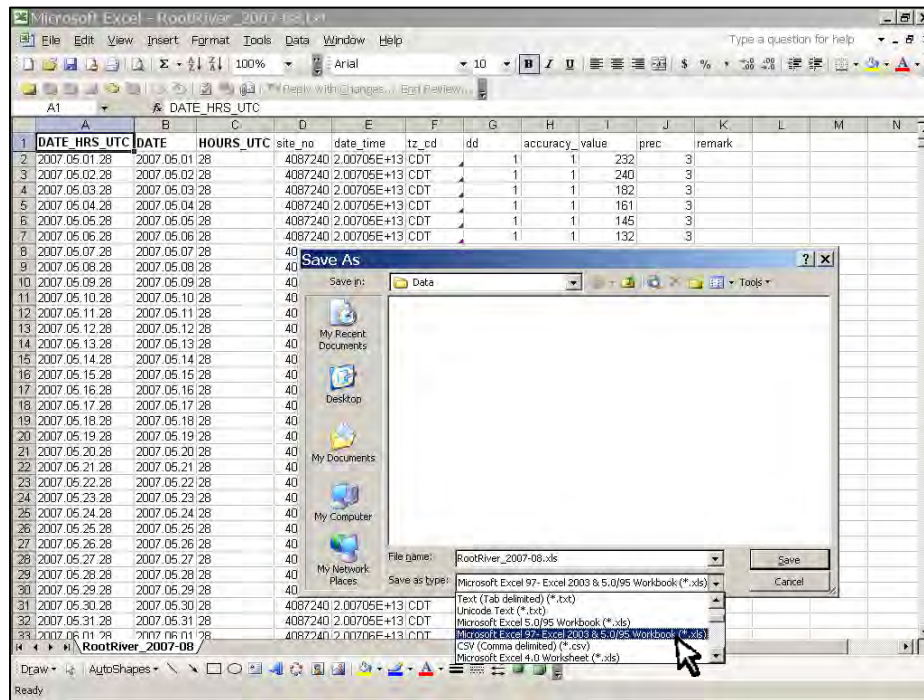 Microsoft Excel - RootRiver_2007-08.txt
File Edit View Insert Format Tools Data Window Help Type a question for help
100% Arial 10 B I U $ % ,
Reply with Changes... End Review...
A1 fx DATE_HRS_UTC
A B C D E F G H I J K L M N
1 DATE_HRS_UTC DATE HOURS_UTC site_no date_time tz_cd dd accuracy_ value prec remark
2 2007.05.01.28 2007.05.01 28 4087240 2.00705E+13 CDT 1 1 232 3
3 2007.05.02.28 2007.05.02 28 4087240 2.00705E+13 CDT 1 1 240 3
4 2007.05.03.28 2007.05.03 28 4087240 2.00705E+13 CDT 1 1 182 3
5 2007.05.04.28 2007.05.04 28 4087240 2.00705E+13 CDT 1 1 161 3
6 2007.05.05.28 2007.05.05 28 4087240 2.00705E+13 CDT 1 1 145 3
7 2007.05.06.28 2007.05.06 28 4087240 2.00705E+13 CDT 1 1 132 3
8 2007.05.07.28 2007.05.07 28 40
9 2007.05.08.28 2007.05.08 28 40
10 2007.05.09.28 2007.05.09 28 40
11 2007.05.10.28 2007.05.10 28 40
12 2007.05.11.28 2007.05.11 28 40
13 2007.05.12.28 2007.05.12 28 40
14 2007.05.13.28 2007.05.13 28 40
15 2007.05.14.28 2007.05.14 28 40
16 2007.05.15.28 2007.05.15 28 40
17 2007.05.16.28 2007.05.16 28 40
18 2007.05.17.28 2007.05.17 28 40
19 2007.05.18.28 2007.05.18 28 40
20 2007.05.19.28 2007.05.19 28 40
21 2007.05.20.28 2007.05.20 28 40
22 2007.05.21.28 2007.05.21 28 40
23 2007.05.22.28 2007.05.22 28 40
24 2007.05.23.28 2007.05.23 28 40
25 2007.05.24.28 2007.05.24 28 40
26 2007.05.25.28 2007.05.25 28 40
27 2007.05.26.28 2007.05.26 28 40
28 2007.05.27.28 2007.05.27 28 40
29 2007.05.28.28 2007.05.28 28 40
30 2007.05.29.28 2007.05.29 28 40
31 2007.05.30.28 2007.05.30 28 4087240 2.00705E+13 CDT
32 2007.05.31.28 2007.05.31 28 4087240 2.00705E+13 CDT
33 2007.06.01.28 2007.06.01 28 4087240 2.00706E+13 CDT
Save As
Save in: Data Tools
My Recent
Documents
Desktop
My Documents
My Computer
My Network
Places
File name: RootRiver_2007-08.xls Save
Save as type: Microsoft Excel 97- Excel 2003 & 5.0/95 Workbook (*.xls) Cancel
Text (Tab delimited) (*.txt)
Unicode Text (*.txt)
Microsoft Excel 5.0/95 Workbook (*.xls)
Microsoft Excel 97- Excel 2003 & 5.0/95 Workbook (*.xls)
CSV (Comma delimited) (*.csv)
Microsoft Excel 4.0 Worksheet (*.xls)
RootRiver_2007-08
Draw AutoShapes
Ready